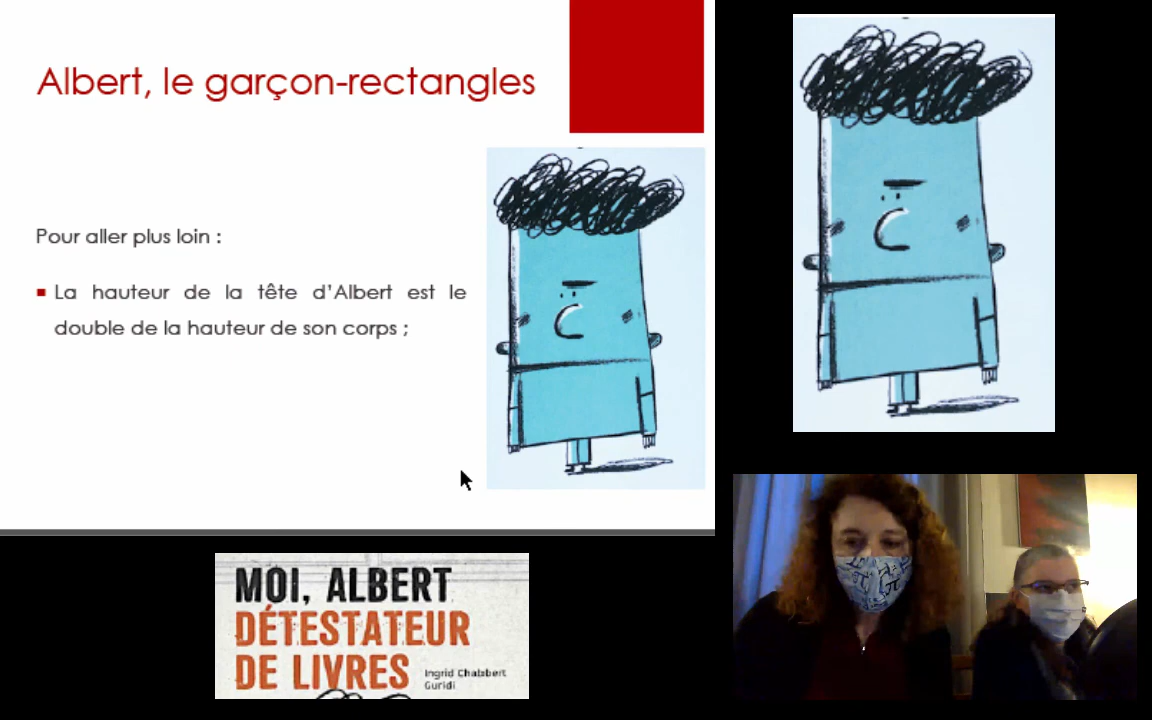 Albert, le garçon-rectangles
Pour aller plus loin :
La hauteur de la tête d'Albert est le
double de la hauteur de son corps ;
MOI, ALBERT
DÉTESTATEUR
DE LIVRES
Ingrid Chabbert
Guridi